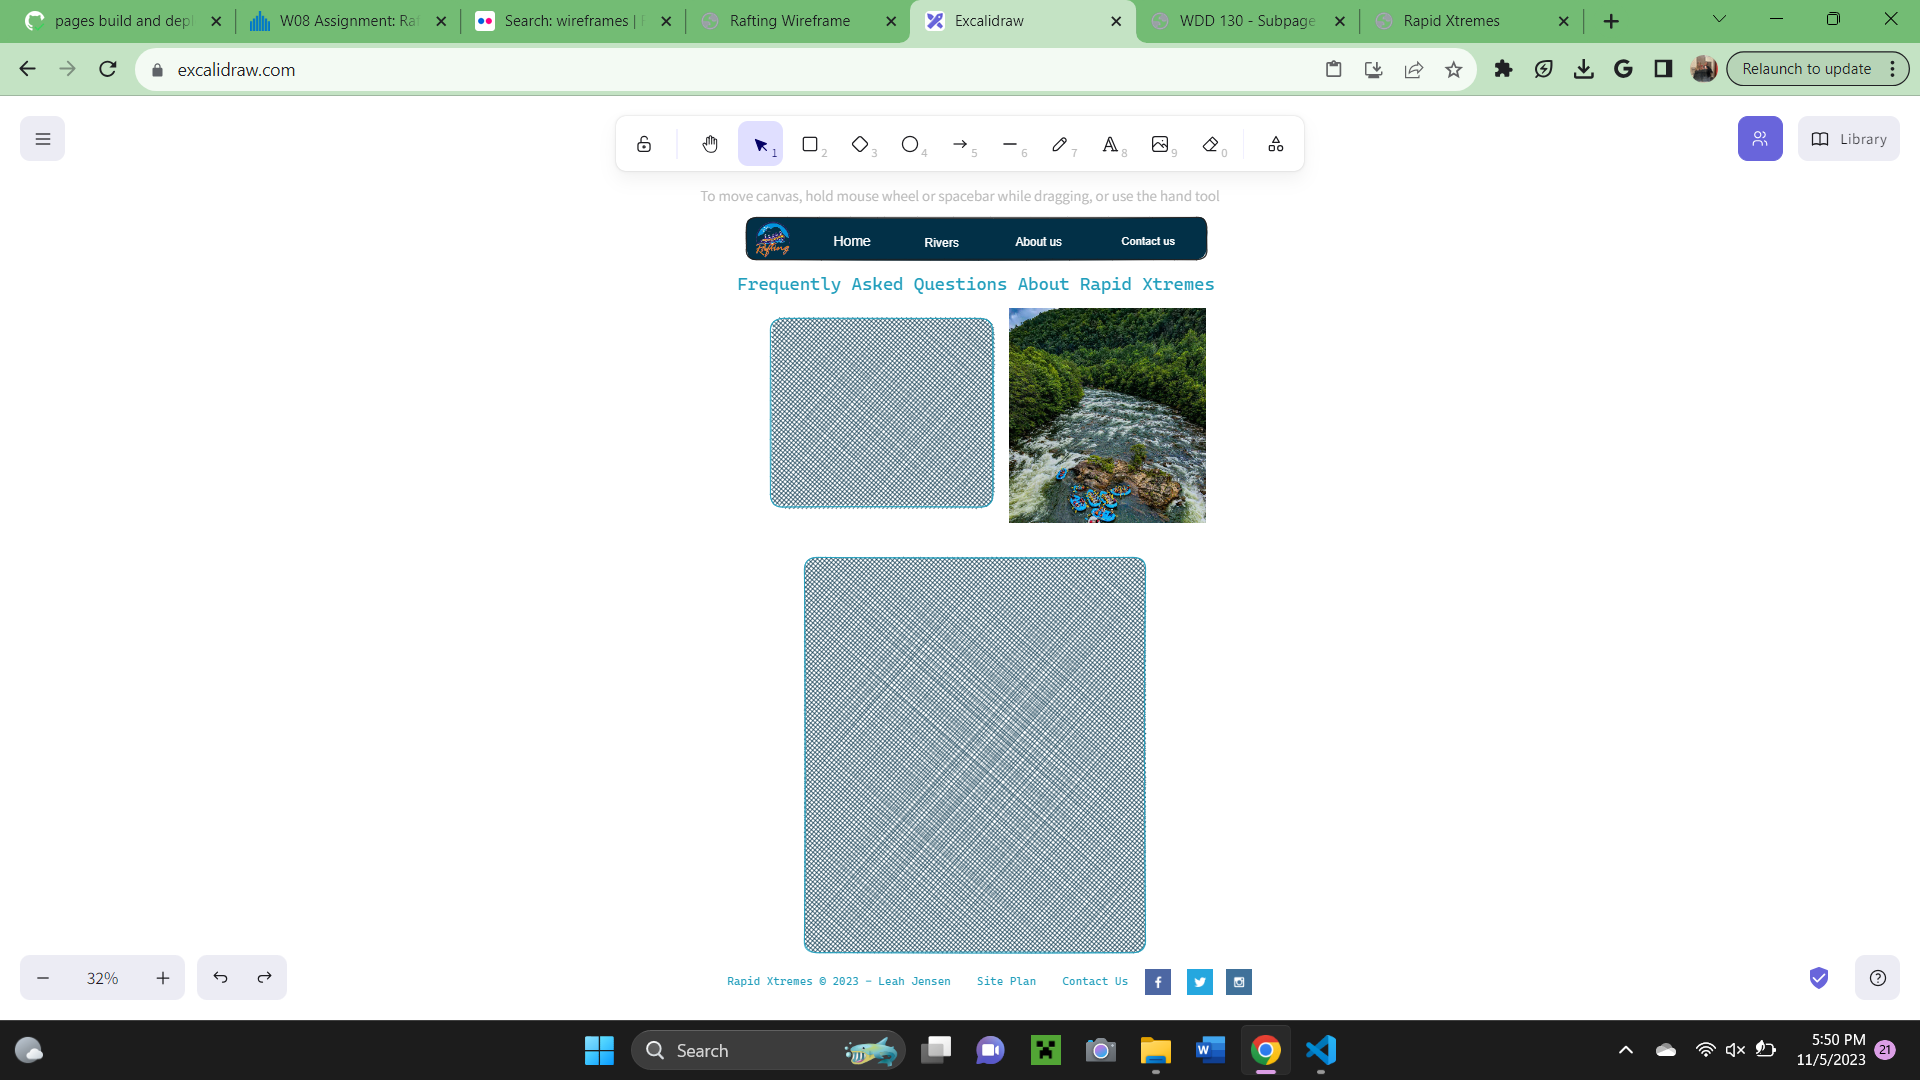 pages build and depl
W08 Assignment: Raf
Search: wireframes | F
Rafting Wireframe
Excalidraw
WDD 130 - Subpage
Rapid Xtremes
excalidraw.com
Relaunch to update
1
2
3
4
5
6
7
8
9
0
Library
To move canvas, hold mouse wheel or spacebar while dragging, or use the hand tool
Rafting
Home
Rivers
About us
Contact us
Frequently Asked Questions About Rapid Xtremes
32%
Rapid Xtremes © 2023 - Leah Jensen
Site Plan
Contact Us
Search
5:50 PM
11/5/2023
21